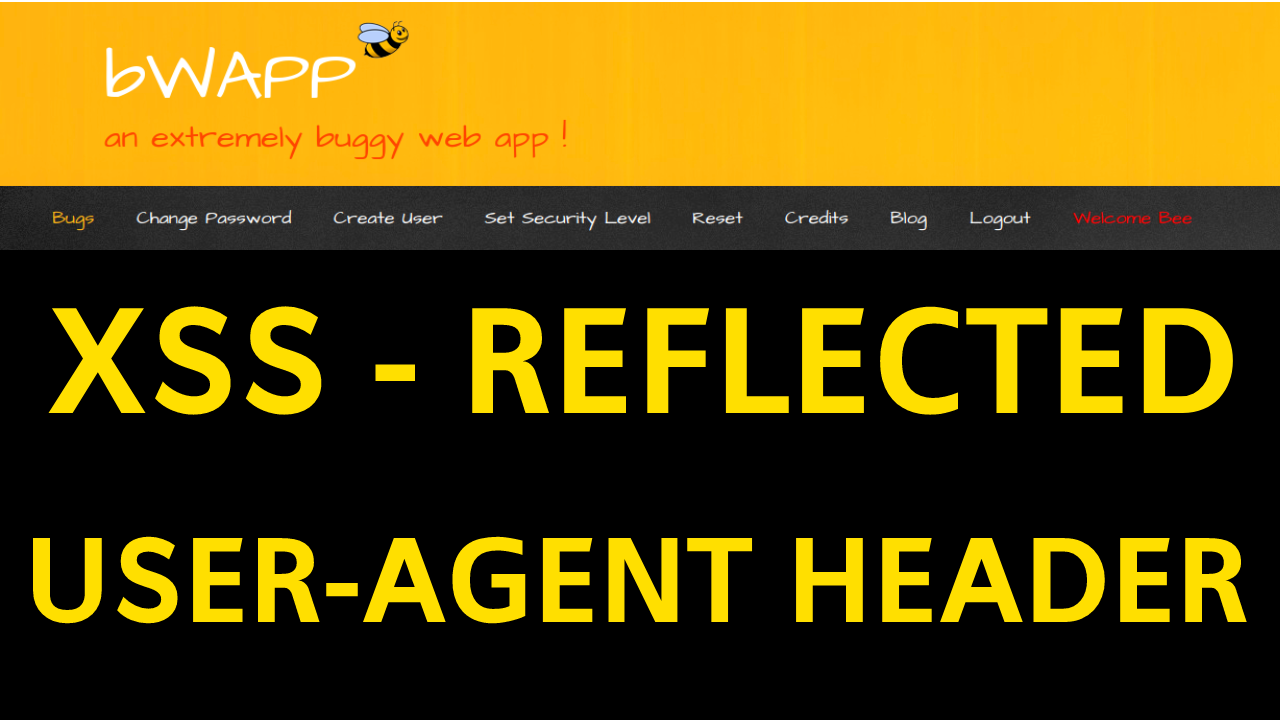 bWAPP
an extremely buggy web app !
Bugs Change Password Create User Set Security Level Reset Credits Blog Logout Welcome Bee
XSS - REFLECTED
USER-AGENT HEADER